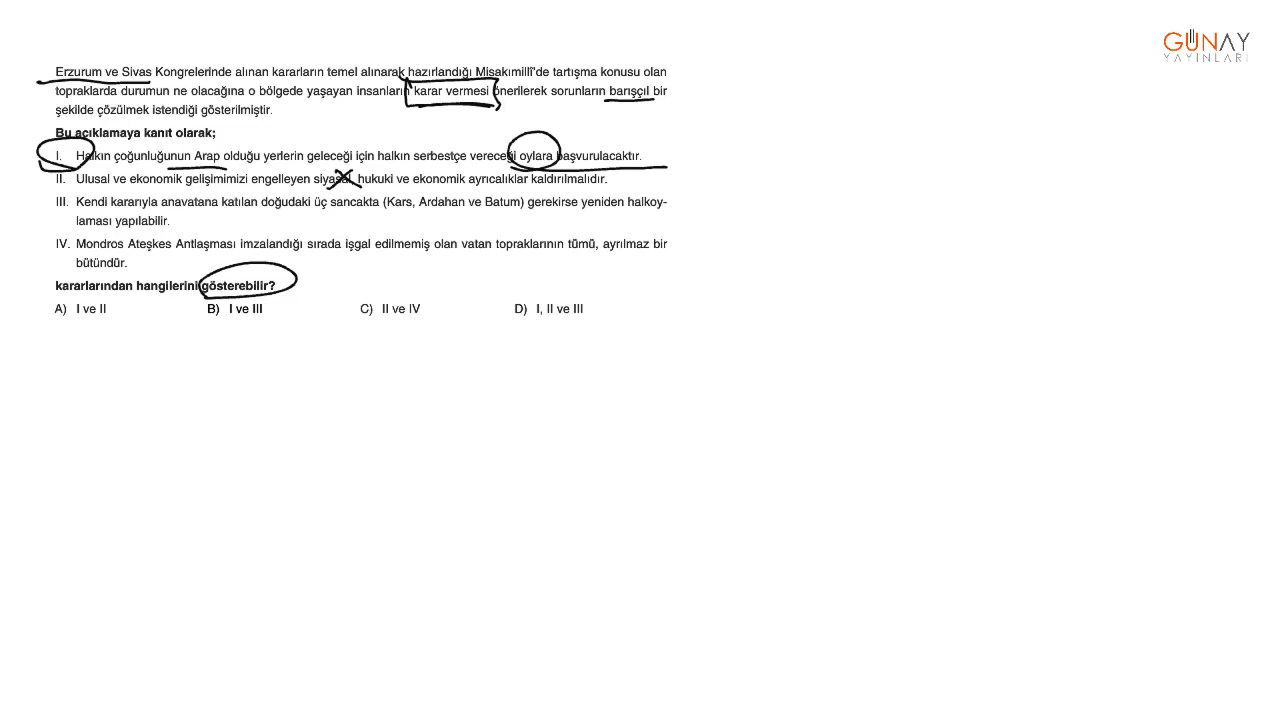 GÜNAY
YAYINLARI
Erzurum ve Sivas Kongrelerinde alınan kararların temel alınarak hazırlandığı Misakımillî'de tartışma konusu olan
topraklarda durumun ne olacağına o bölgede yaşayan insanların karar vermesi önerilerek sorunların barışçıl bir
şekilde çözülmek istendiği gösterilmiştir.
Bu açıklamaya kanıt olarak;
I. Halkın çoğunluğunun Arap olduğu yerlerin geleceği için halkın serbestçe vereceği oylara başvurulacaktır.
II. Ulusal ve ekonomik gelişimimizi engelleyen siyasal, hukuki ve ekonomik ayrıcalıklar kaldırılmalıdır.
III. Kendi kararıyla anavatana katılan doğudaki üç sancakta (Kars, Ardahan ve Batum) gerekirse yeniden halkoy-
laması yapılabilir.
IV. Mondros Ateşkes Antlaşması imzalandığı sırada işgal edilmemiş olan vatan topraklarının tümü, ayrılmaz bir
bütündür.
kararlarından hangilerini gösterebilir?
A) I ve II B) I ve III C) II ve IV D) I, II ve III